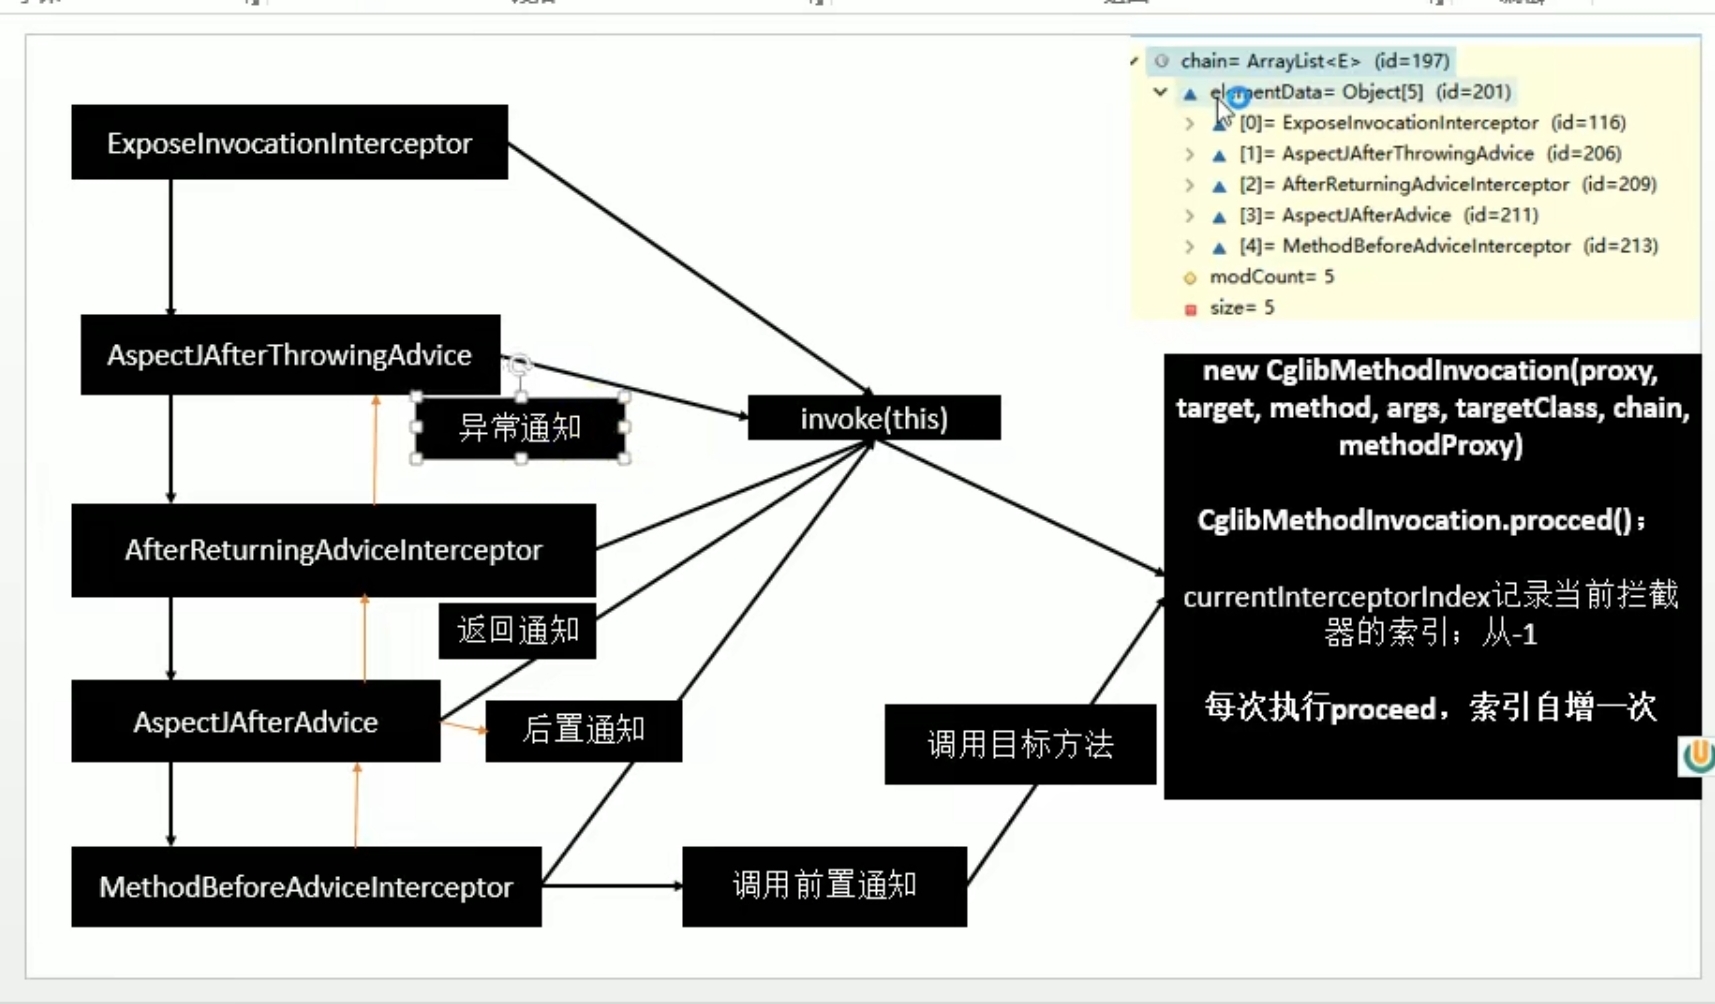 chain= ArrayList<E> (id=197)
elementData= Object[5] (id=201)
[0]= ExposeInvocationInterceptor (id=116)
[1]= AspectJAfterThrowingAdvice (id=206)
[2]= AfterReturningAdviceInterceptor (id=209)
[3]= AspectJAfterAdvice (id=211)
[4]= MethodBeforeAdviceInterceptor (id=213)
modCount= 5
size= 5
ExposeInvocationInterceptor
AspectJAfterThrowingAdvice
异常通知
invoke(this)
AfterReturningAdviceInterceptor
返回通知
AspectJAfterAdvice
后置通知
MethodBeforeAdviceInterceptor
调用前置通知
调用目标方法
new CglibMethodInvocation(proxy,
target, method, args, targetClass, chain,
methodProxy)
CglibMethodInvocation.procced();
currentInterceptorIndex记录当前拦截
器的索引；从-1
每次执行proceed，索引自增一次